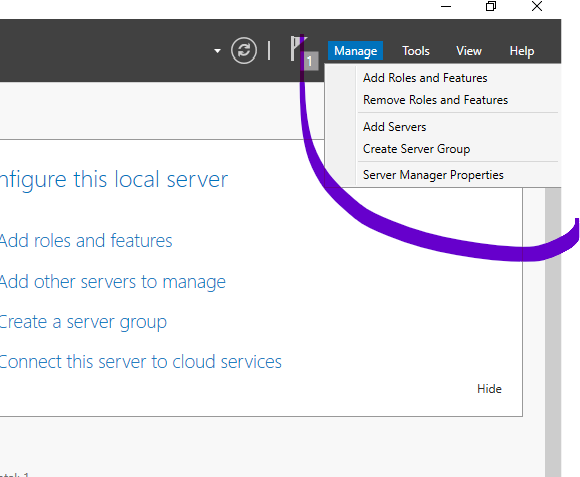 Manage Tools View Help
1
Add Roles and Features
Remove Roles and Features
Add Servers
Create Server Group
Server Manager Properties
nfigure this local server
Add roles and features
Add other servers to manage
Create a server group
Connect this server to cloud services
Hide